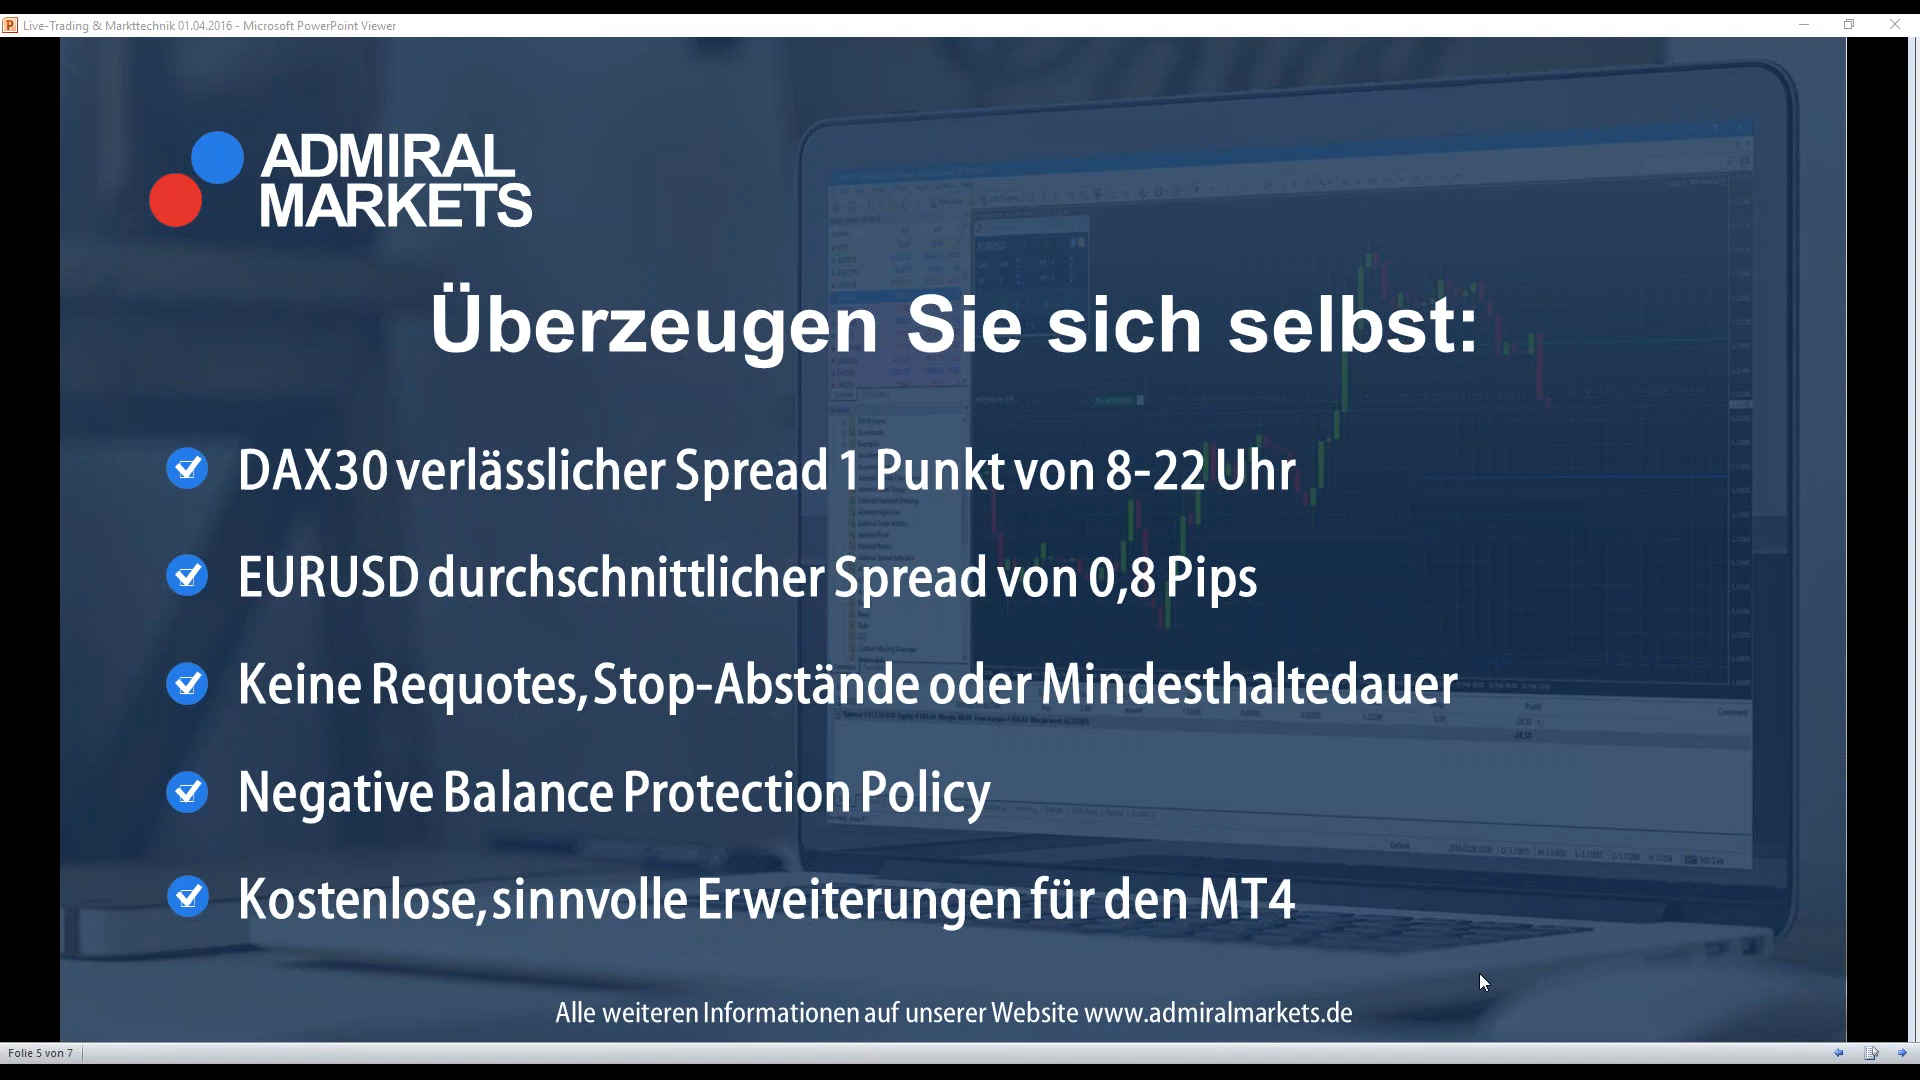 Live-Trading & Markttechnik 01.04.2016 - Microsoft PowerPoint Viewer
ADMIRAL
MARKETS
Überzeugen Sie sich selbst:
DAX30 verlässlicher Spread 1 Punkt von 8-22 Uhr
EURUSD durchschnittlicher Spread von 0,8 Pips
Keine Requotes, Stop-Abstände oder Mindesthaltedauer
Negative Balance Protection Policy
Kostenlose, sinnvolle Erweiterungen für den MT4
Alle weiteren Informationen auf unserer Website www.admiralmarkets.de
Folie 5 von 7